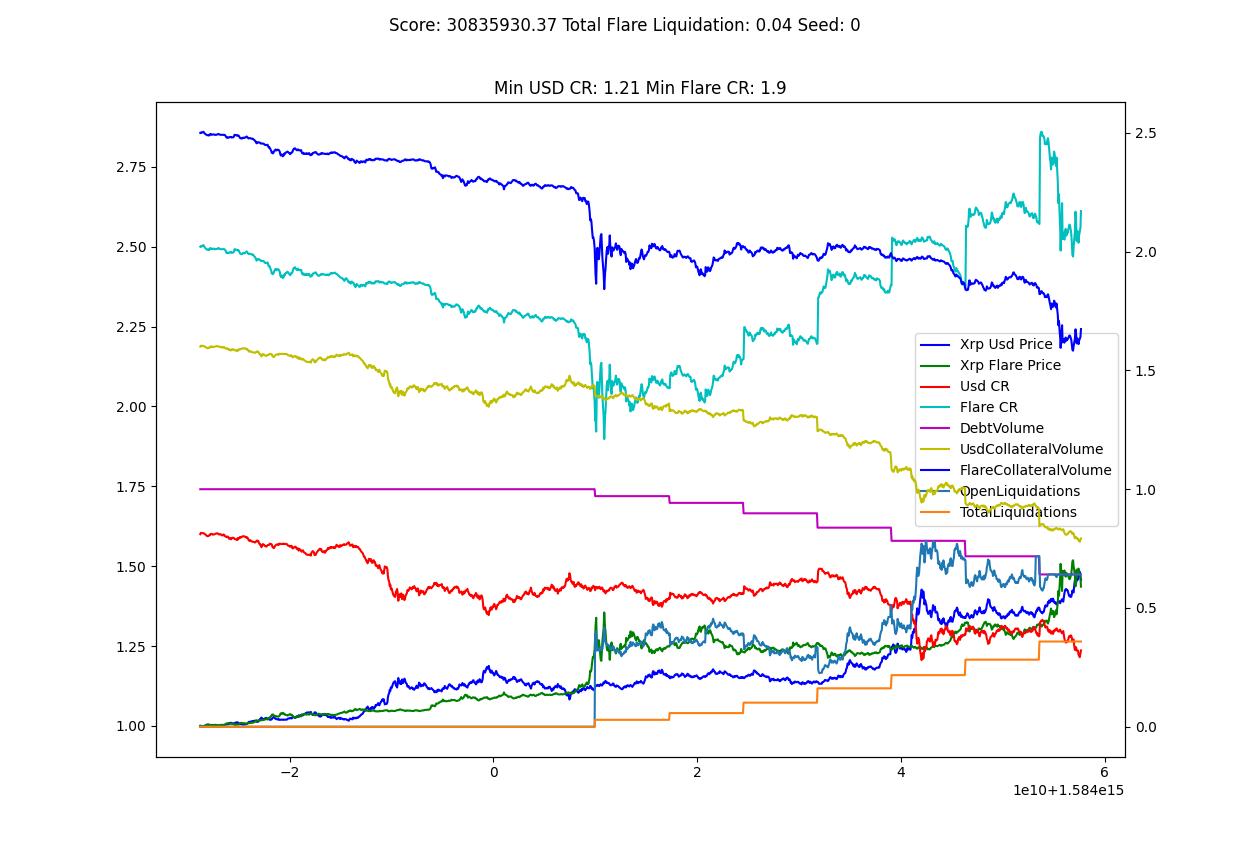 Score: 30835930.37 Total Flare Liquidation: 0.04 Seed: 0
Min USD CR: 1.21 Min Flare CR: 1.9
2.75
2.50
2.25
2.00
1.75
1.50
1.25
1.00
2.5
2.0
1.5
1.0
0.5
0.0
Xrp Usd Price
Xrp Flare Price
Usd CR
Flare CR
DebtVolume
UsdCollateralVolume
FlareCollateralVolume
OpenLiquidations
TotalLiquidations
−2 0 2 4 6
1e10+1.584e15